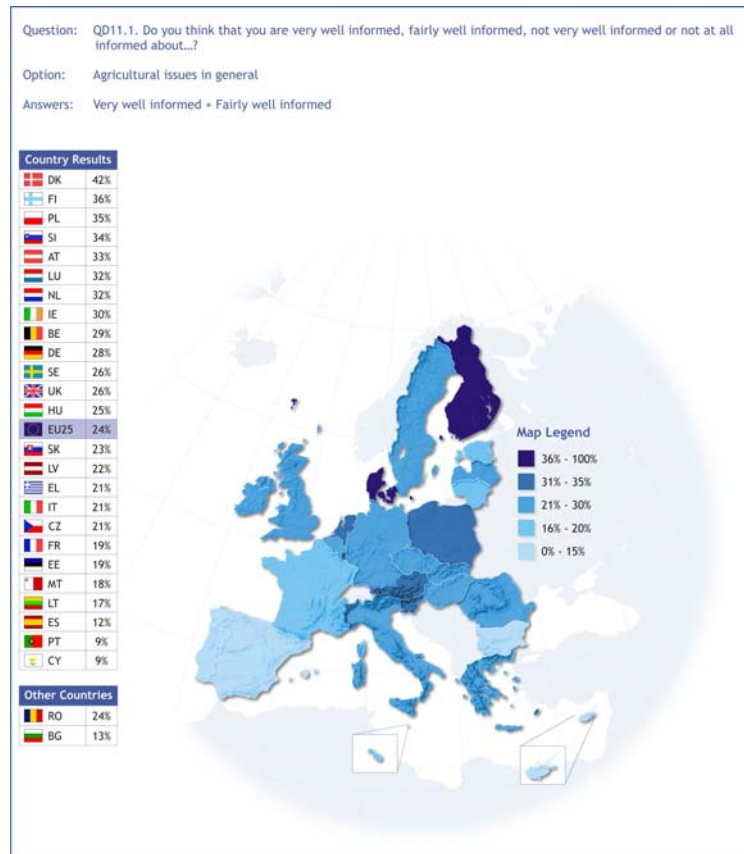 Question: QD11.1. Do you think that you are very well informed, fairly well informed, not very well informed or not at all
informed about…?
Option: Agricultural issues in general
Answers: Very well informed + Fairly well informed
Country Results
DK 42%
FI 36%
PL 35%
SI 34%
AT 33%
LU 32%
NL 32%
IE 30%
BE 29%
DE 28%
SE 26%
UK 26%
HU 25%
EU25 24%
SK 23%
LV 22%
EL 21%
IT 21%
CZ 21%
FR 19%
EE 19%
MT 18%
LT 17%
ES 12%
PT 9%
CY 9%
Other Countries
RO 24%
BG 13%
Map Legend
36% - 100%
31% - 35%
21% - 30%
16% - 20%
0% - 15%